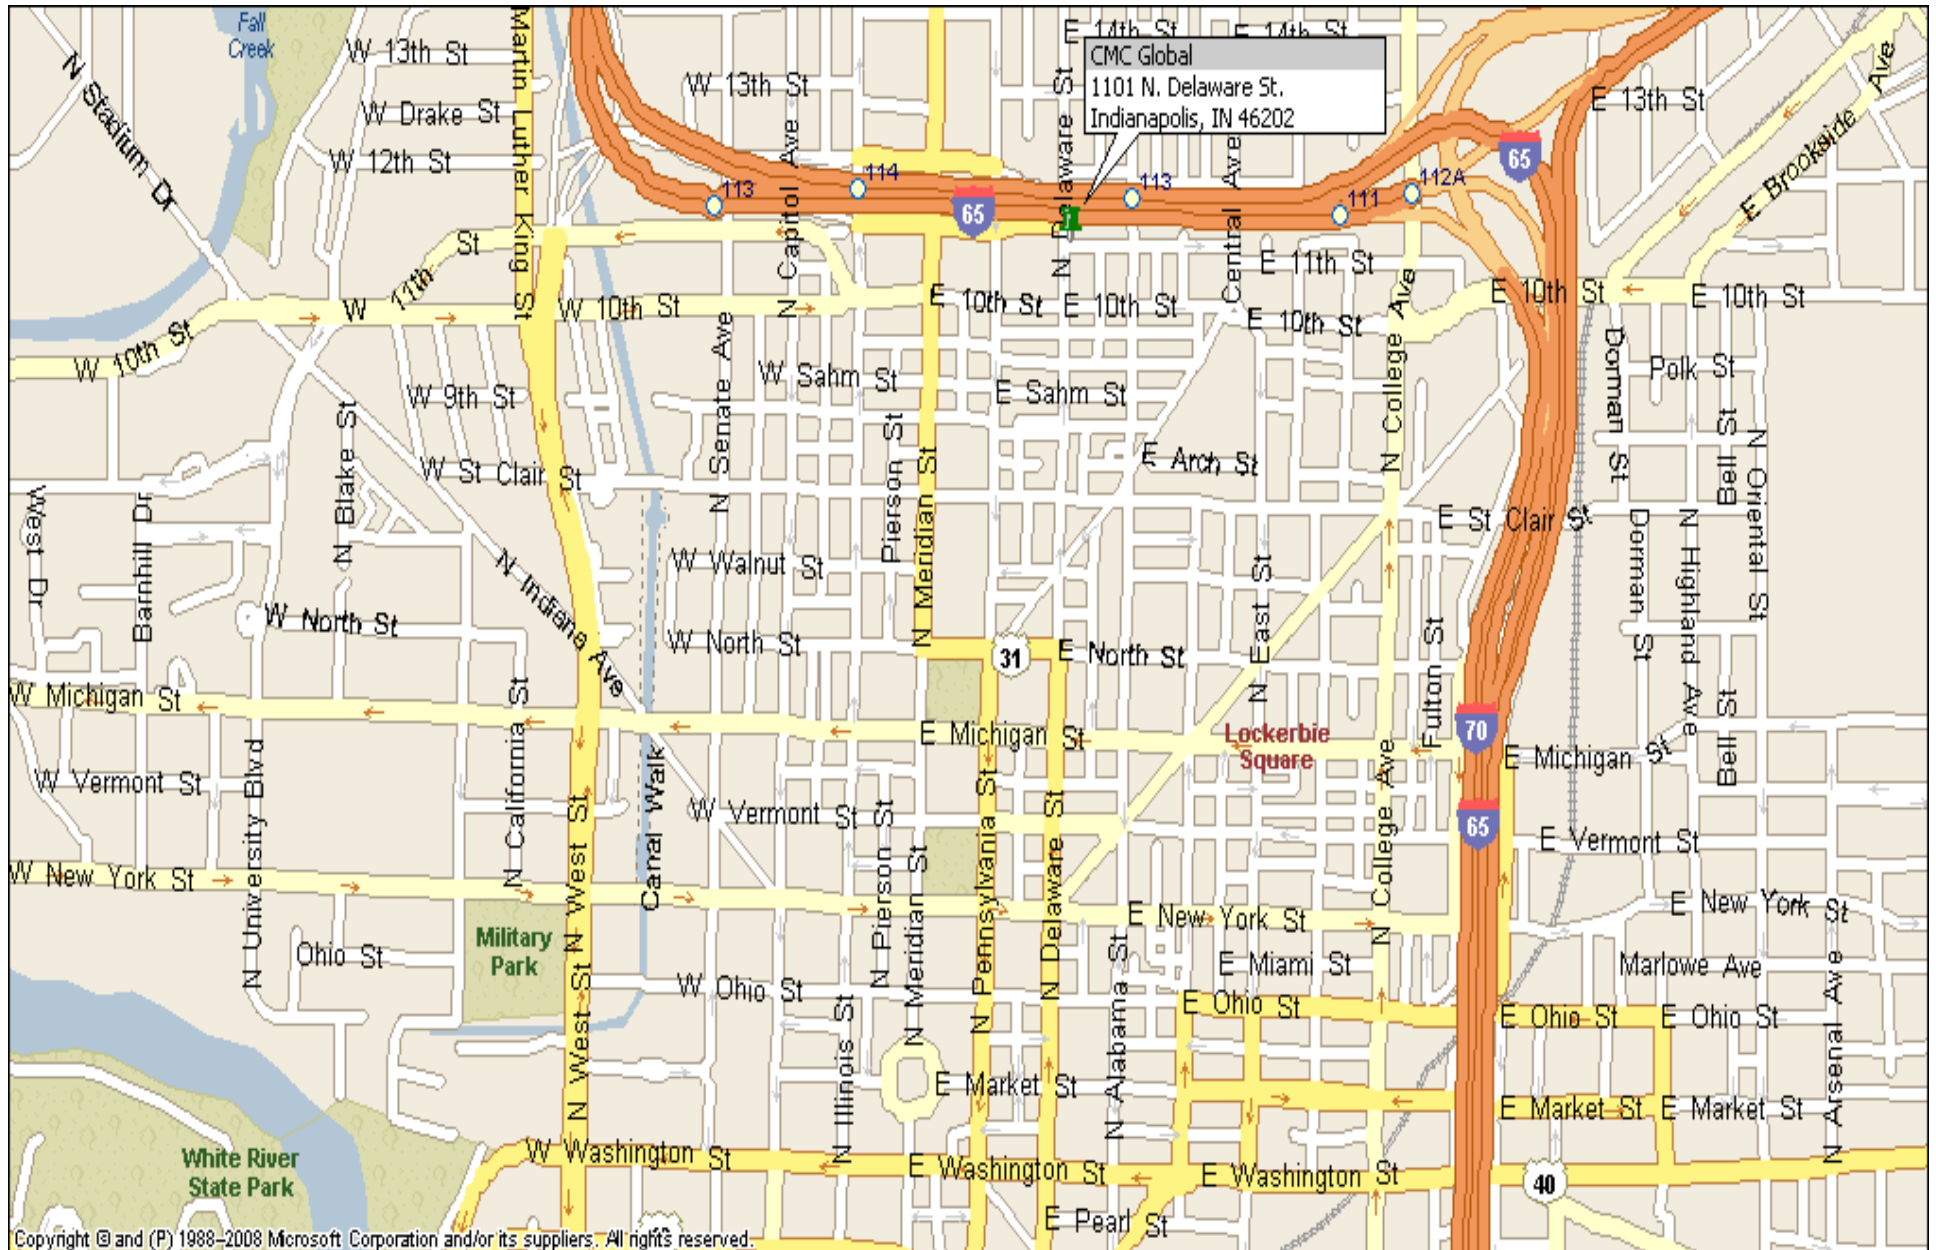 Fall
Creek
W 13th St
W Drake St
W 12th St
N Stadium Dr
Martin Luther King St
W 13th St
E 14th St
E 14th St
CMC Global
1101 N. Delaware St.
Indianapolis, IN 46202
E 13th St
E Brookside Ave
65
114
113
113
111
112A
65
N Capitol Ave
N Delaware St
Central Ave
11th St
W 10th St
W
W 10th St
E 10th St
E 10th St
E 11th St
E 10th St
E 10th St
E 10th St
N Senate Ave
W Sahm St
E Sahm St
N College Ave
Dorman St
Polk St
Bell St
N Oriental St
W 9th St
N Blake St
W St Clair St
Pierson St
N Meridian St
E Arch St
E St Clair St
West Dr
Barnhill Dr
N Indiana Ave
W Walnut St
N East St
Dorman St
N Highland Ave
W North St
W North St
31
E North St
Fulton St
W Michigan St
N California St
E Michigan St
Lockerbie
Square
70
E Michigan St
Bell St
W Vermont St
N University Blvd
Canal Walk
W Vermont St
N Pierson St
N Meridian St
N Pennsylvania St
N Delaware St
N College Ave
65
E Vermont St
W New York St
N West St
E New York St
E New York St
Military
Park
Ohio St
W Ohio St
E Miami St
Marlowe Ave
N West St
N Illinois St
N Alabama St
E Ohio St
E Ohio St
E Ohio St
N Arsenal Ave
E Market St
E Market St
E Market St
White River
State Park
W Washington St
E Washington St
E Washington St
40
E Pearl St
Copyright © and (P) 1988–2008 Microsoft Corporation and/or its suppliers. All rights reserved.